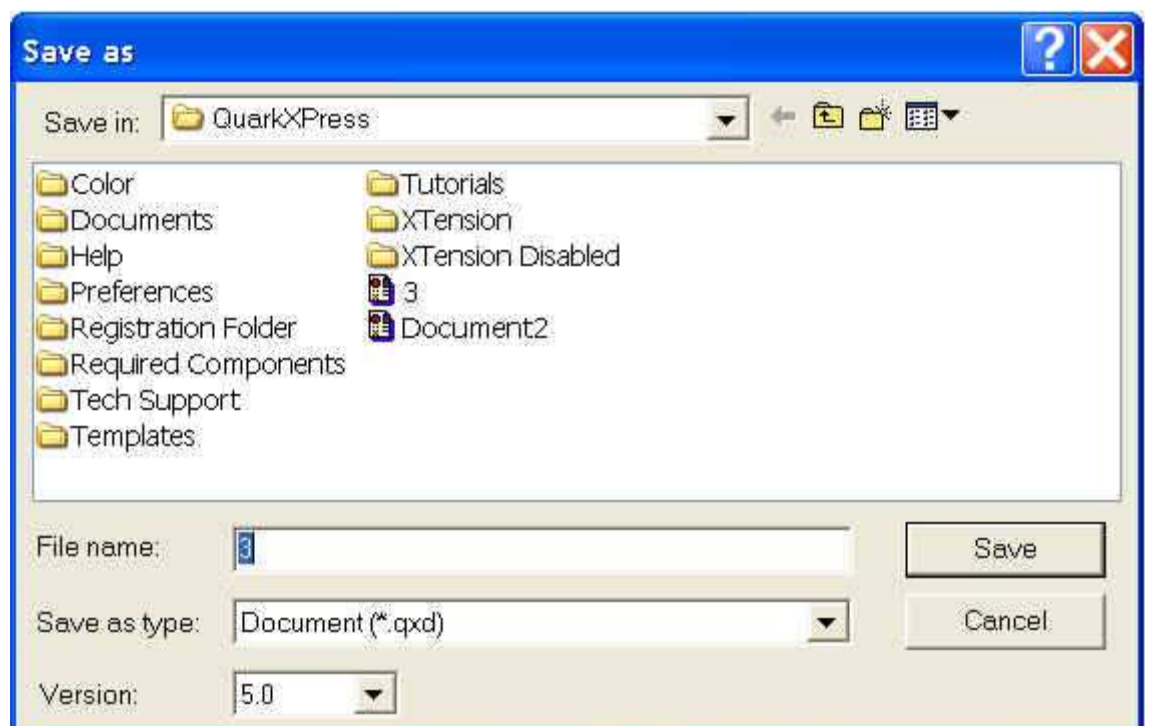 Save as
Save in: QuarkXPress
Color
Documents
Help
Preferences
Registration Folder
Required Components
Tech Support
Templates
Tutorials
XTension
XTension Disabled
3
Document2
File name: 3
Save
Save as type: Document (*.qxd)
Cancel
Version: 5.0